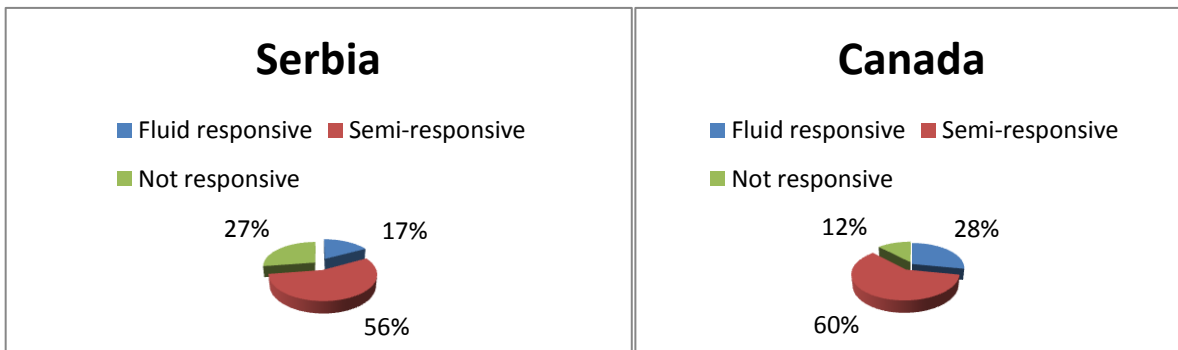 Serbia
Fluid responsive Semi-responsive
Not responsive
27% 17%
56%
Canada
Fluid responsive Semi-responsive
Not responsive
12% 28%
60%